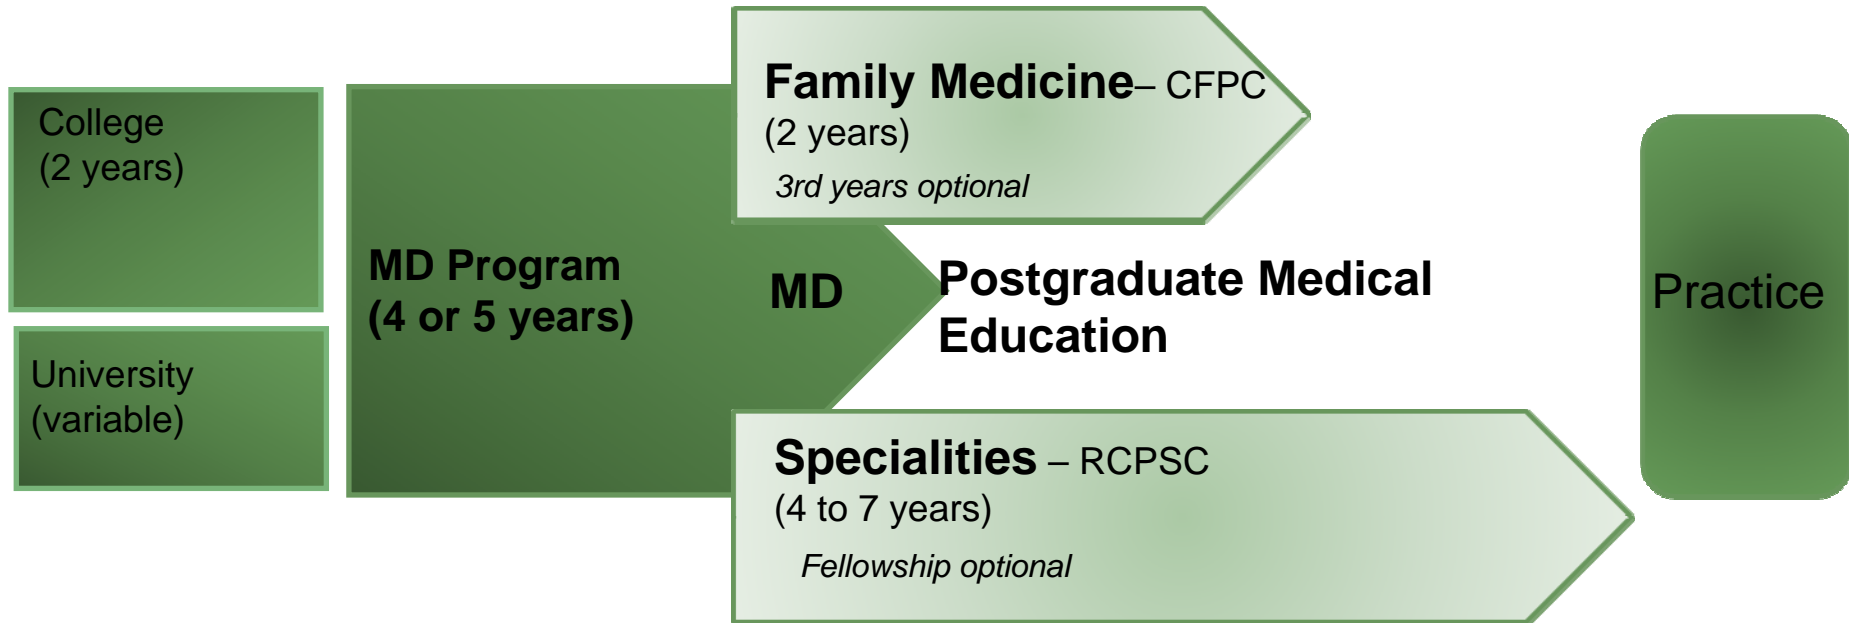 College
(2 years)
University
(variable)
MD Program
(4 or 5 years)
MD
Family Medicine– CFPC
(2 years)
3rd years optional
Postgraduate Medical
Education
Specialities – RCPSC
(4 to 7 years)
Fellowship optional
Practice